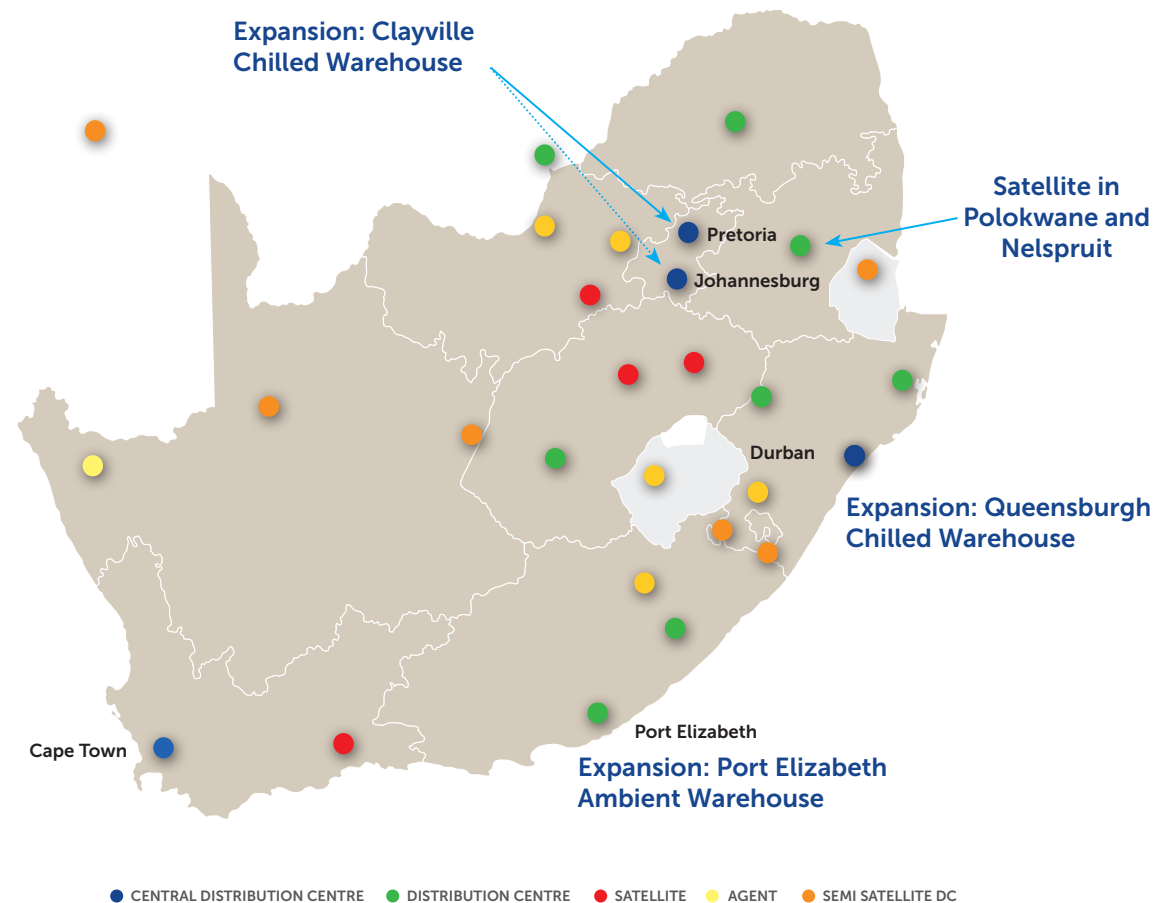 Expansion: Clayville
Chilled Warehouse
Satellite in
Polokwane and
Nelspruit
Pretoria
Johannesburg
Durban
Expansion: Queensburgh
Chilled Warehouse
Port Elizabeth
Cape Town
Expansion: Port Elizabeth
Ambient Warehouse
CENTRAL DISTRIBUTION CENTRE
DISTRIBUTION CENTRE
SATELLITE
AGENT
SEMI SATELLITE DC